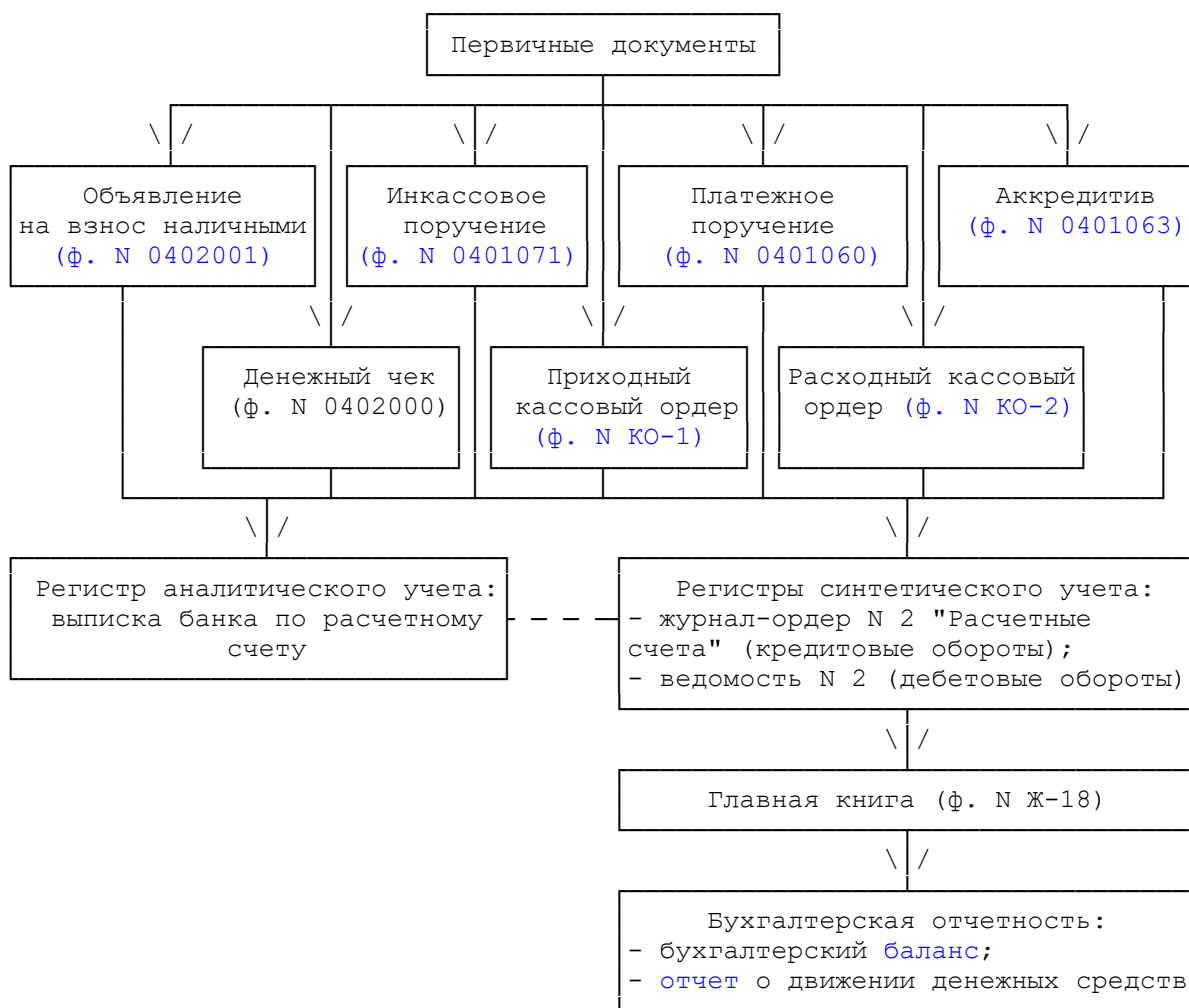 Первичные документы
Объявление
на взнос наличными
(ф. N 0402001)
Инкассовое
поручение
(ф. N 0401071)
Платежное
поручение
(ф. N 0401060)
Аккредитив
(ф. N 0401063)
Денежный чек
(ф. N 0402000)
Приходный
кассовый ордер
(ф. N КО-1)
Расходный кассовый
ордер (ф. N КО-2)
Регистр аналитического учета:
выписка банка по расчетному
счету
Регистры синтетического учета:
- журнал-ордер N 2 "Расчетные
счета" (кредитовые обороты);
- ведомость N 2 (дебетовые обороты)
Главная книга (ф. N Ж-18)
Бухгалтерская отчетность:
- бухгалтерский баланс;
- отчет о движении денежных средств